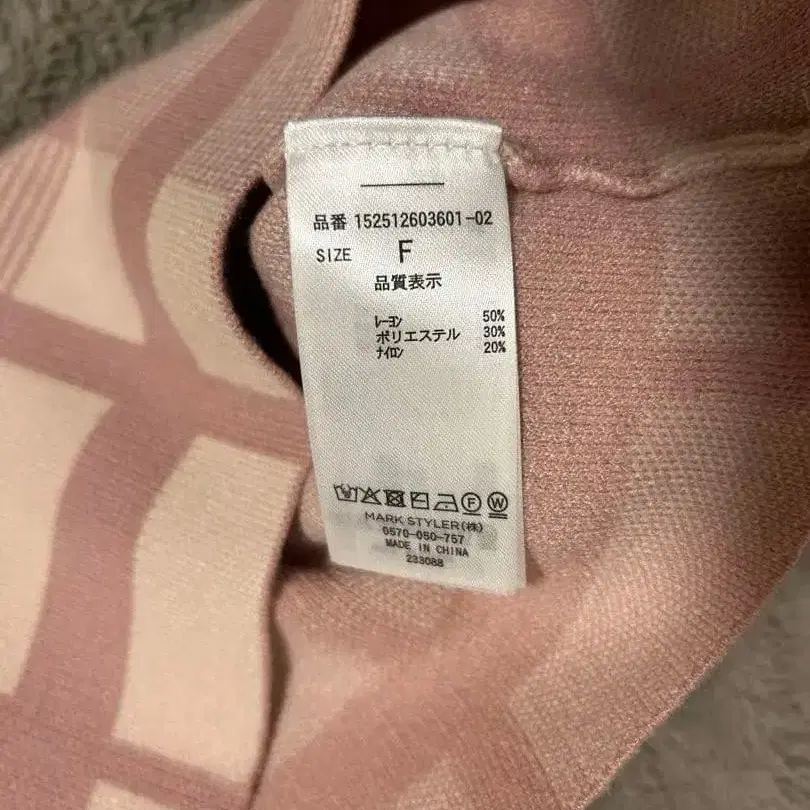 品番 152512603601-02
SIZE F
品質表示
ﾚｰﾖﾝ 50%
ポリエステル 30%
ﾅｲﾛﾝ 20%
F W
MARK STYLER(株)
0570-050-757
MADE IN CHINA
233088